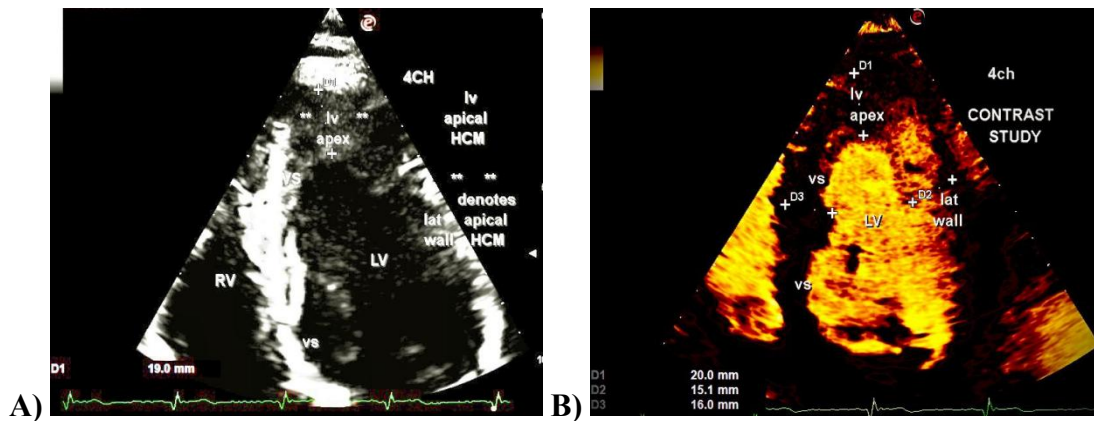 4CH
lv
apical
HCM
** lv **
apex
** **
denotes
apical
HCM
VS
lat
wall
LV
RV
vs
D1 19.0 mm
A)
D1
4ch
lv
apex
CONTRAST
STUDY
vs
D3
D2
lat
wall
LV
vs
D1 20.0 mm
D2 15.1 mm
D3 16.0 mm
B)